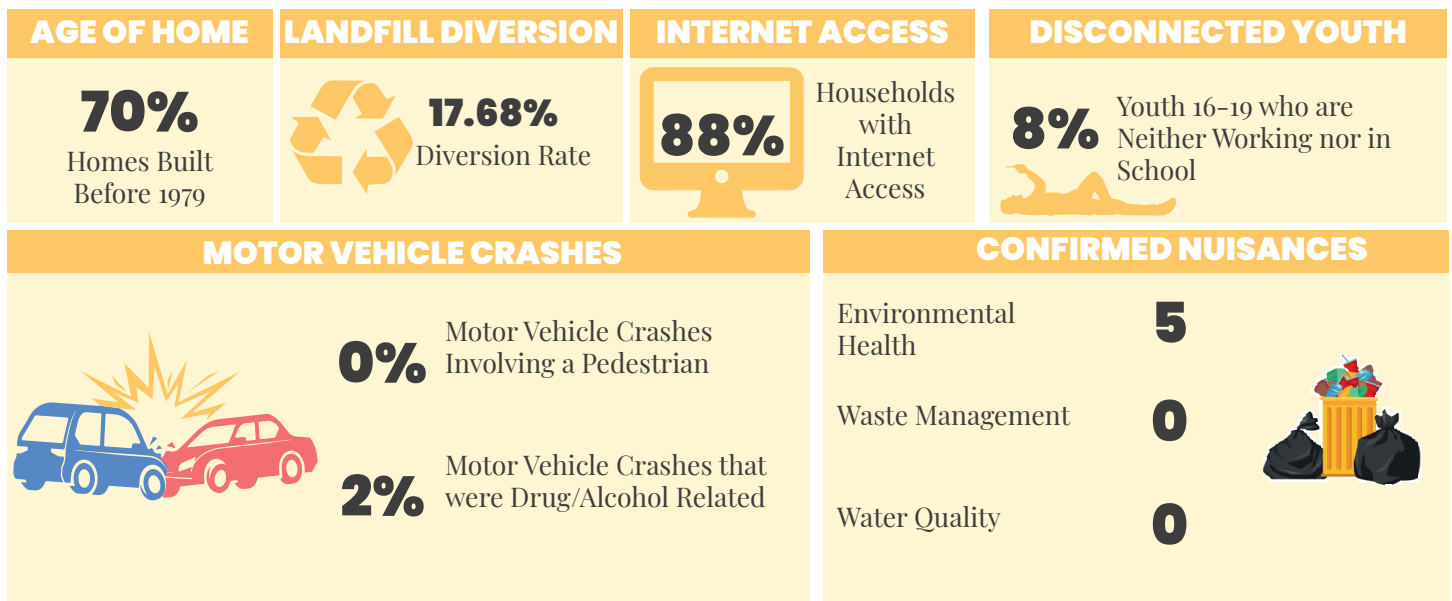 AGE OF HOME
70%
Homes Built
Before 1979
LANDFILL DIVERSION
17.68%
Diversion Rate
INTERNET ACCESS
88%
Households
with
Internet
Access
DISCONNECTED YOUTH
8%
Youth 16-19 who are
Neither Working nor in
School
MOTOR VEHICLE CRASHES
0%
Motor Vehicle Crashes
Involving a Pedestrian
2%
Motor Vehicle Crashes that
were Drug/Alcohol Related
CONFIRMED NUISANCES
Environmental
Health
5
Waste Management
0
Water Quality
0